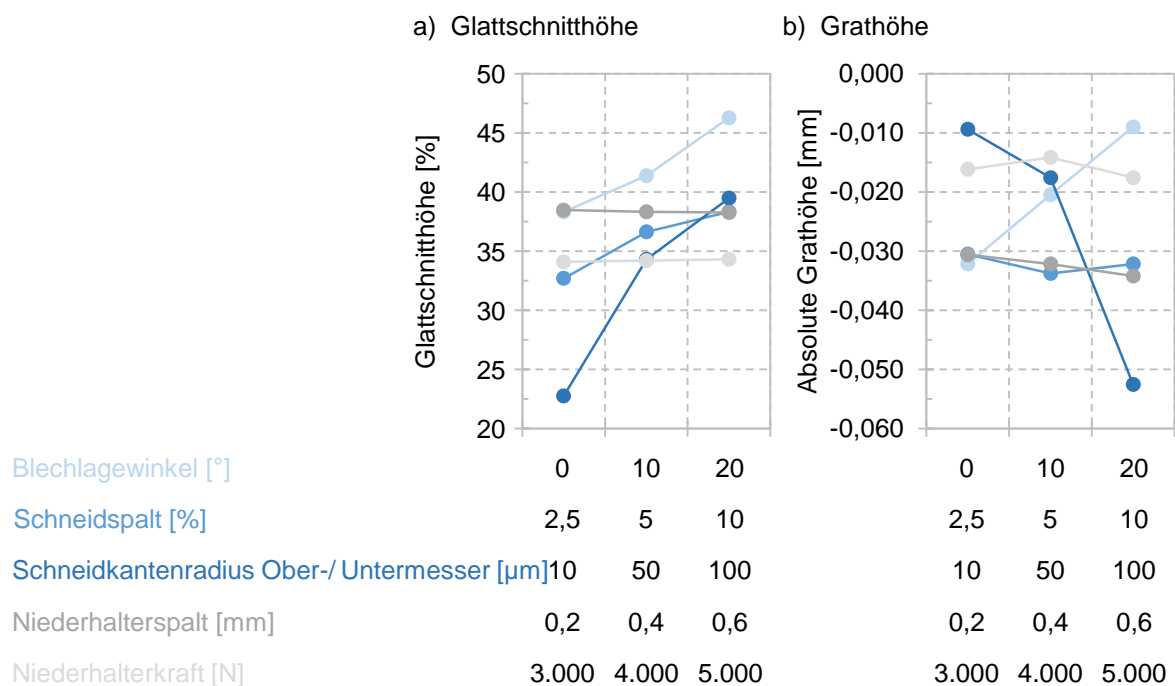 a) Glattschnitthöhe
b) Grathöhe
Glattschnitthöhe [%]
50
45
40
35
30
25
20
Absolute Grathöhe [mm]
0,000
-0,010
-0,020
-0,030
-0,040
-0,050
-0,060
Blechlagewinkel [°] 0 10 20 0 10 20
Schneidspalt [%] 2,5 5 10 2,5 5 10
Schneidkantenradius Ober-/ Untermesser [µm] 10 50 100 10 50 100
Niederhalterspalt [mm] 0,2 0,4 0,6 0,2 0,4 0,6
Niederhalterkraft [N] 3.000 4.000 5.000 3.000 4.000 5.000